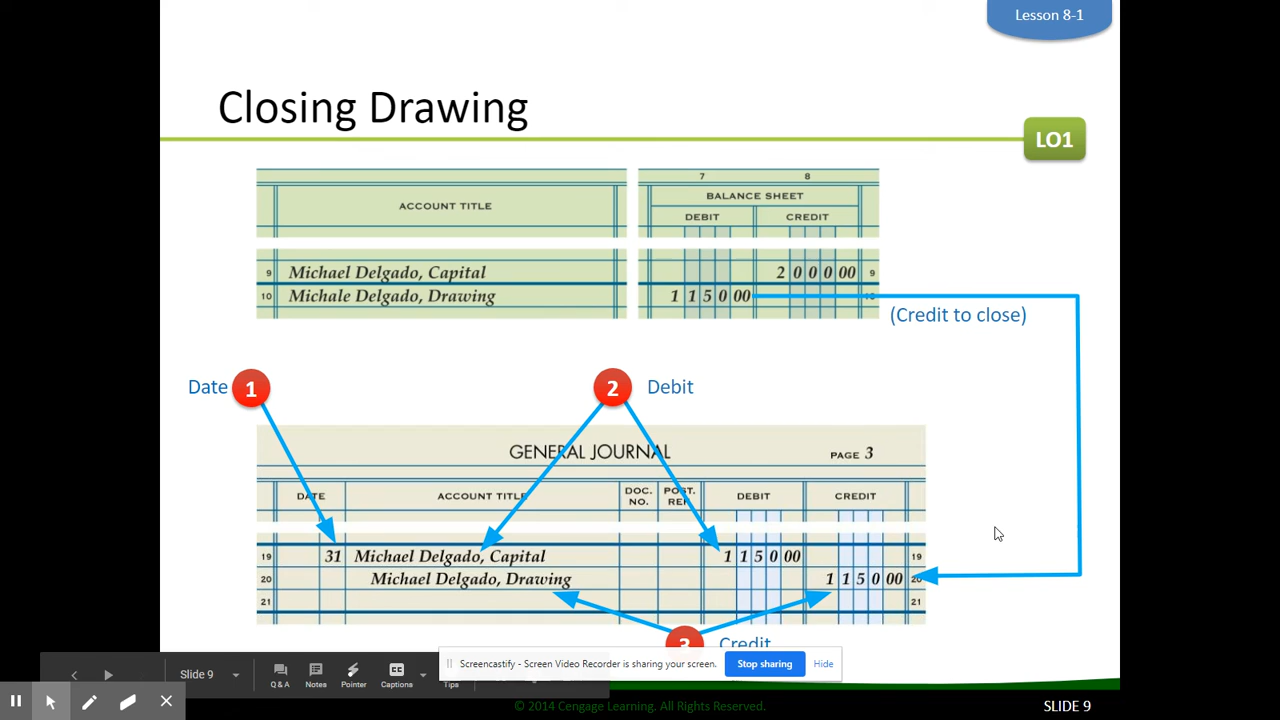 Lesson 8-1
Closing Drawing
LO1
7 8
ACCOUNT TITLE
BALANCE SHEET
DEBIT CREDIT
9 Michael Delgado, Capital 2 0 0 0 00 9
10 Michale Delgado, Drawing 1 1 5 0 00
(Credit to close)
Date 1 2 Debit
GENERAL JOURNAL PAGE 3
DATE ACCOUNT TITLE DOC. NO. POST. REF. DEBIT CREDIT
19 31 Michael Delgado, Capital 1 1 5 0 00 19
20 Michael Delgado, Drawing 1 1 5 0 00 20
21 21
3 Credit
Screencastify - Screen Video Recorder is sharing your screen. Stop sharing Hide
Slide 9 Q & A Notes Pointer Captions Tips
© 2014 Cengage Learning. All Rights Reserved. SLIDE 9